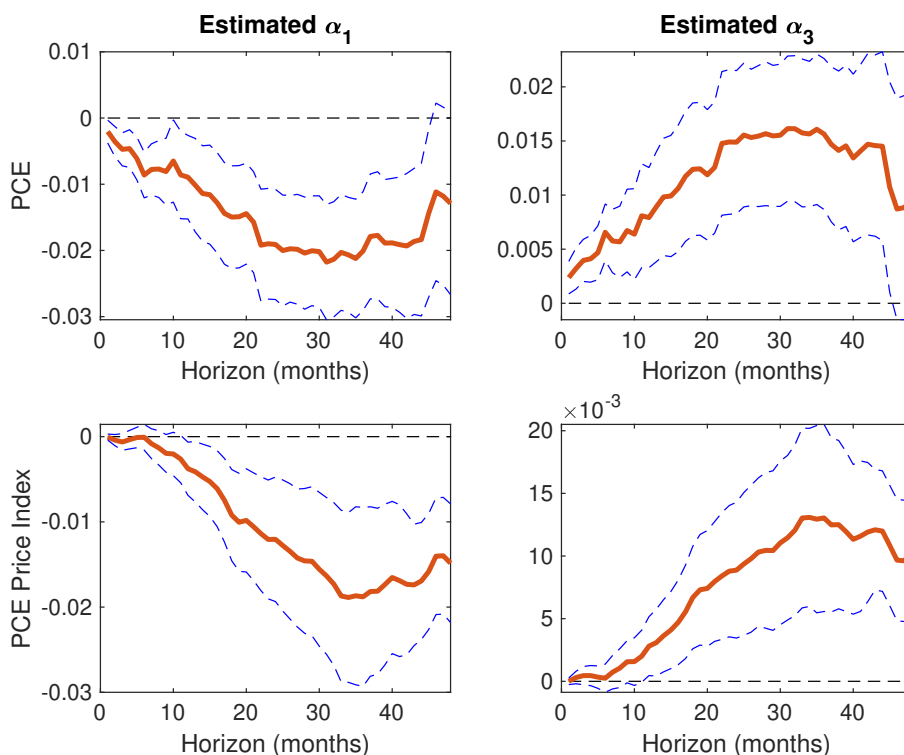 Estimated α1
Estimated α3
0.01
0
-0.01
-0.02
-0.03
PCE
0 10 20 30 40
Horizon (months)
0.02
0.015
0.01
0.005
0
0 10 20 30 40
Horizon (months)
0
-0.01
-0.02
-0.03
PCE Price Index
0 10 20 30 40
Horizon (months)
×10-3
20
15
10
5
0
0 10 20 30 40
Horizon (months)